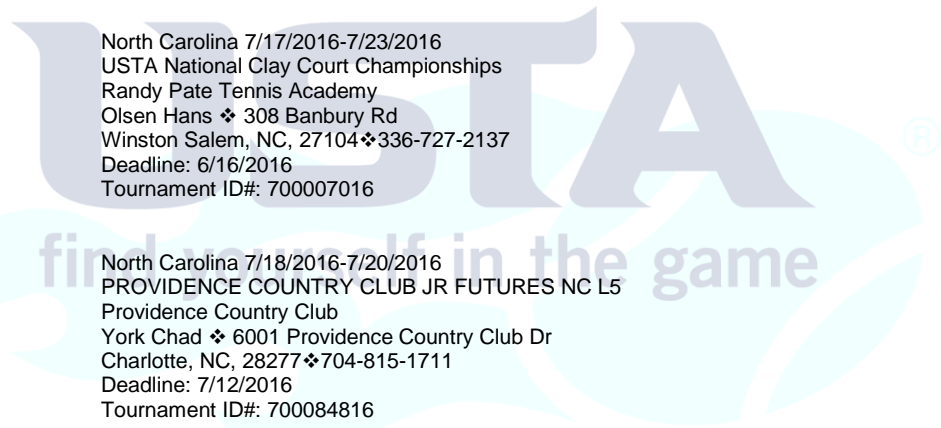 USTA
®
North Carolina 7/17/2016-7/23/2016
USTA National Clay Court Championships
Randy Pate Tennis Academy
Olsen Hans ❖ 308 Banbury Rd
Winston Salem, NC, 27104❖336-727-2137
Deadline: 6/16/2016
Tournament ID#: 700007016
find yourself in the game
North Carolina 7/18/2016-7/20/2016
PROVIDENCE COUNTRY CLUB JR FUTURES NC L5
Providence Country Club
York Chad ❖ 6001 Providence Country Club Dr
Charlotte, NC, 28277❖704-815-1711
Deadline: 7/12/2016
Tournament ID#: 700084816